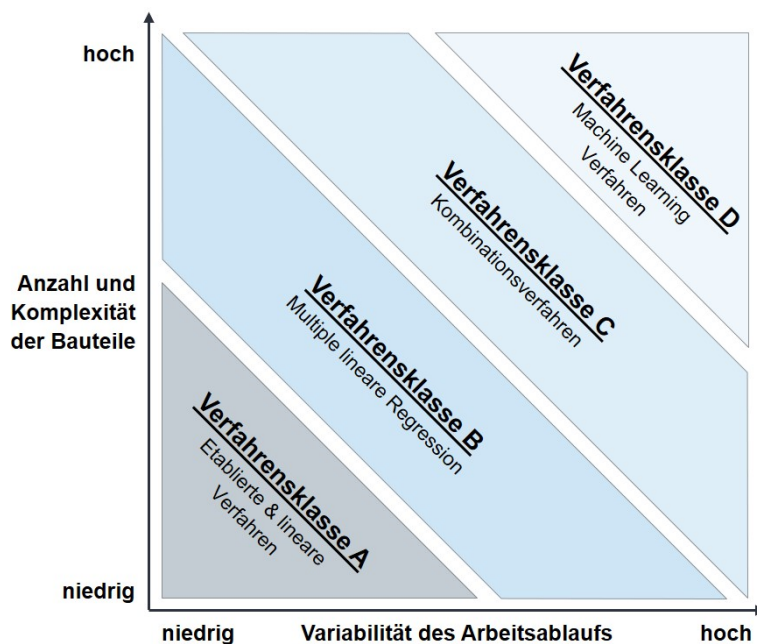 hoch
Anzahl und
Komplexität
der Bauteile
niedrig
Verfahrensklasse D
Machine Learning
Verfahren
Verfahrensklasse C
Kombinationsverfahren
Verfahrensklasse B
Multiple lineare Regression
Verfahrensklasse A
Etablierte & lineare
Verfahren
niedrig
Variabilität des Arbeitsablaufs
hoch